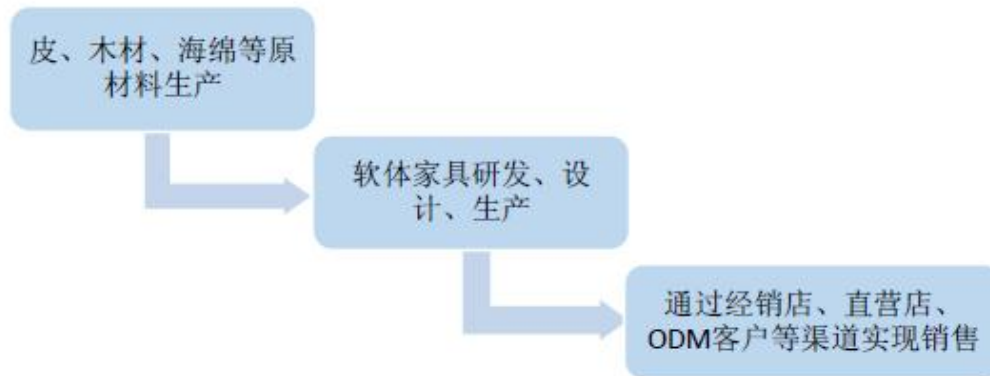 皮、木材、海绵等原
材料生产
软体家具研发、设
计、生产
通过经销店、直营店、
ODM客户等渠道实现销售